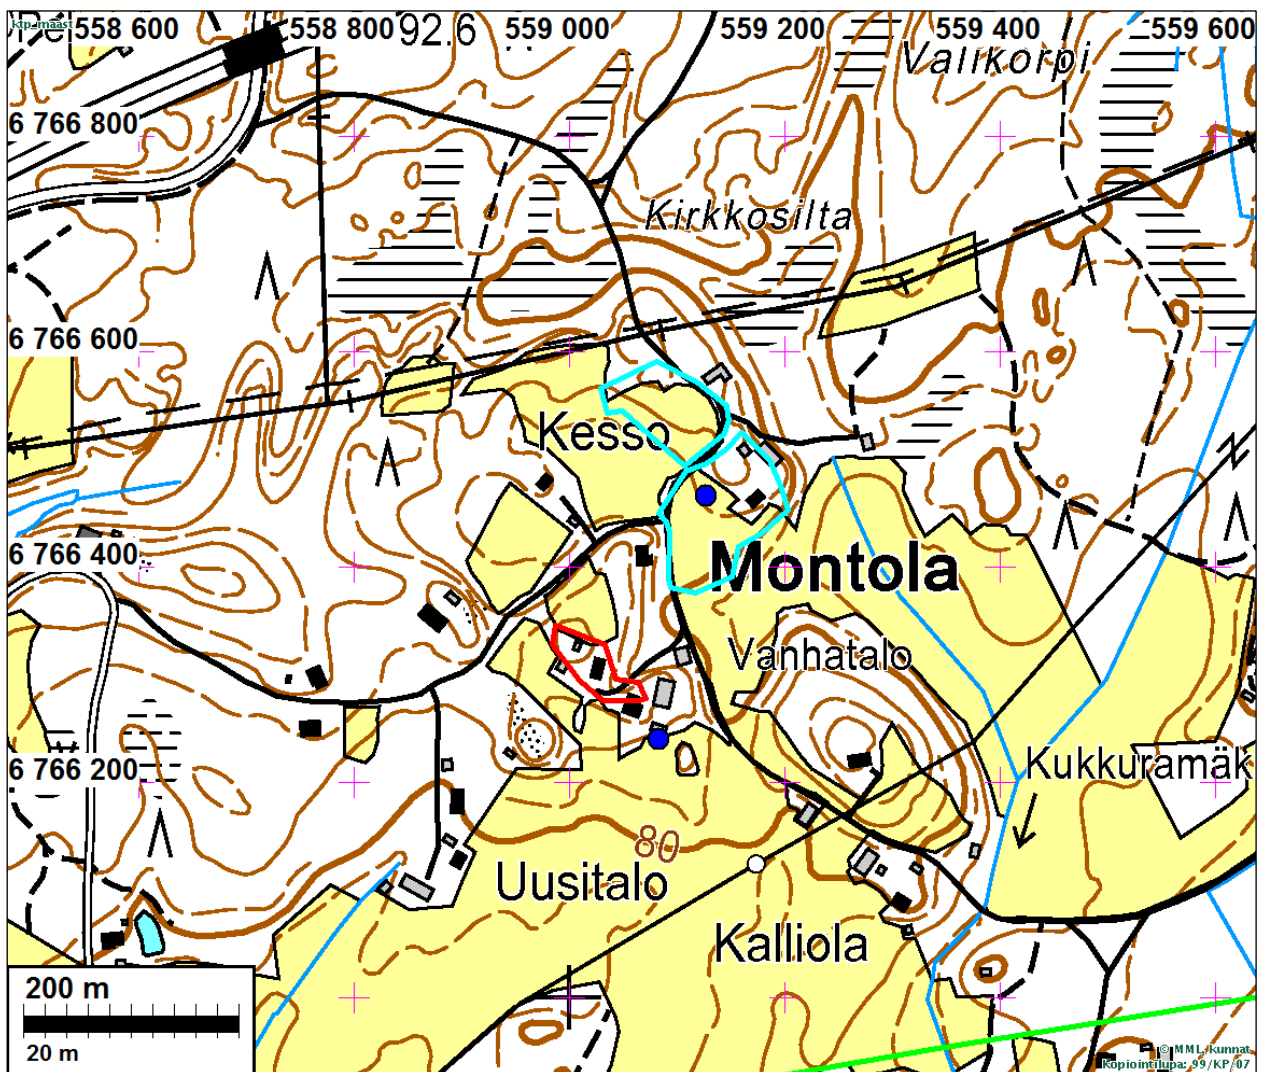 ktp_maast
558 600
558 800
92.6
559 000
559 200
559 400
559 600
Valikorpi
6 766 800
Kirkkosilta
6 766 600
Kesso
6 766 400
Montola
Vanhatalo
6 766 200
Kukkuramäk
80
Uusitalo
Kalliola
200 m
20 m
© MML, kunnat
Kopiointilupa: 99/KP/07